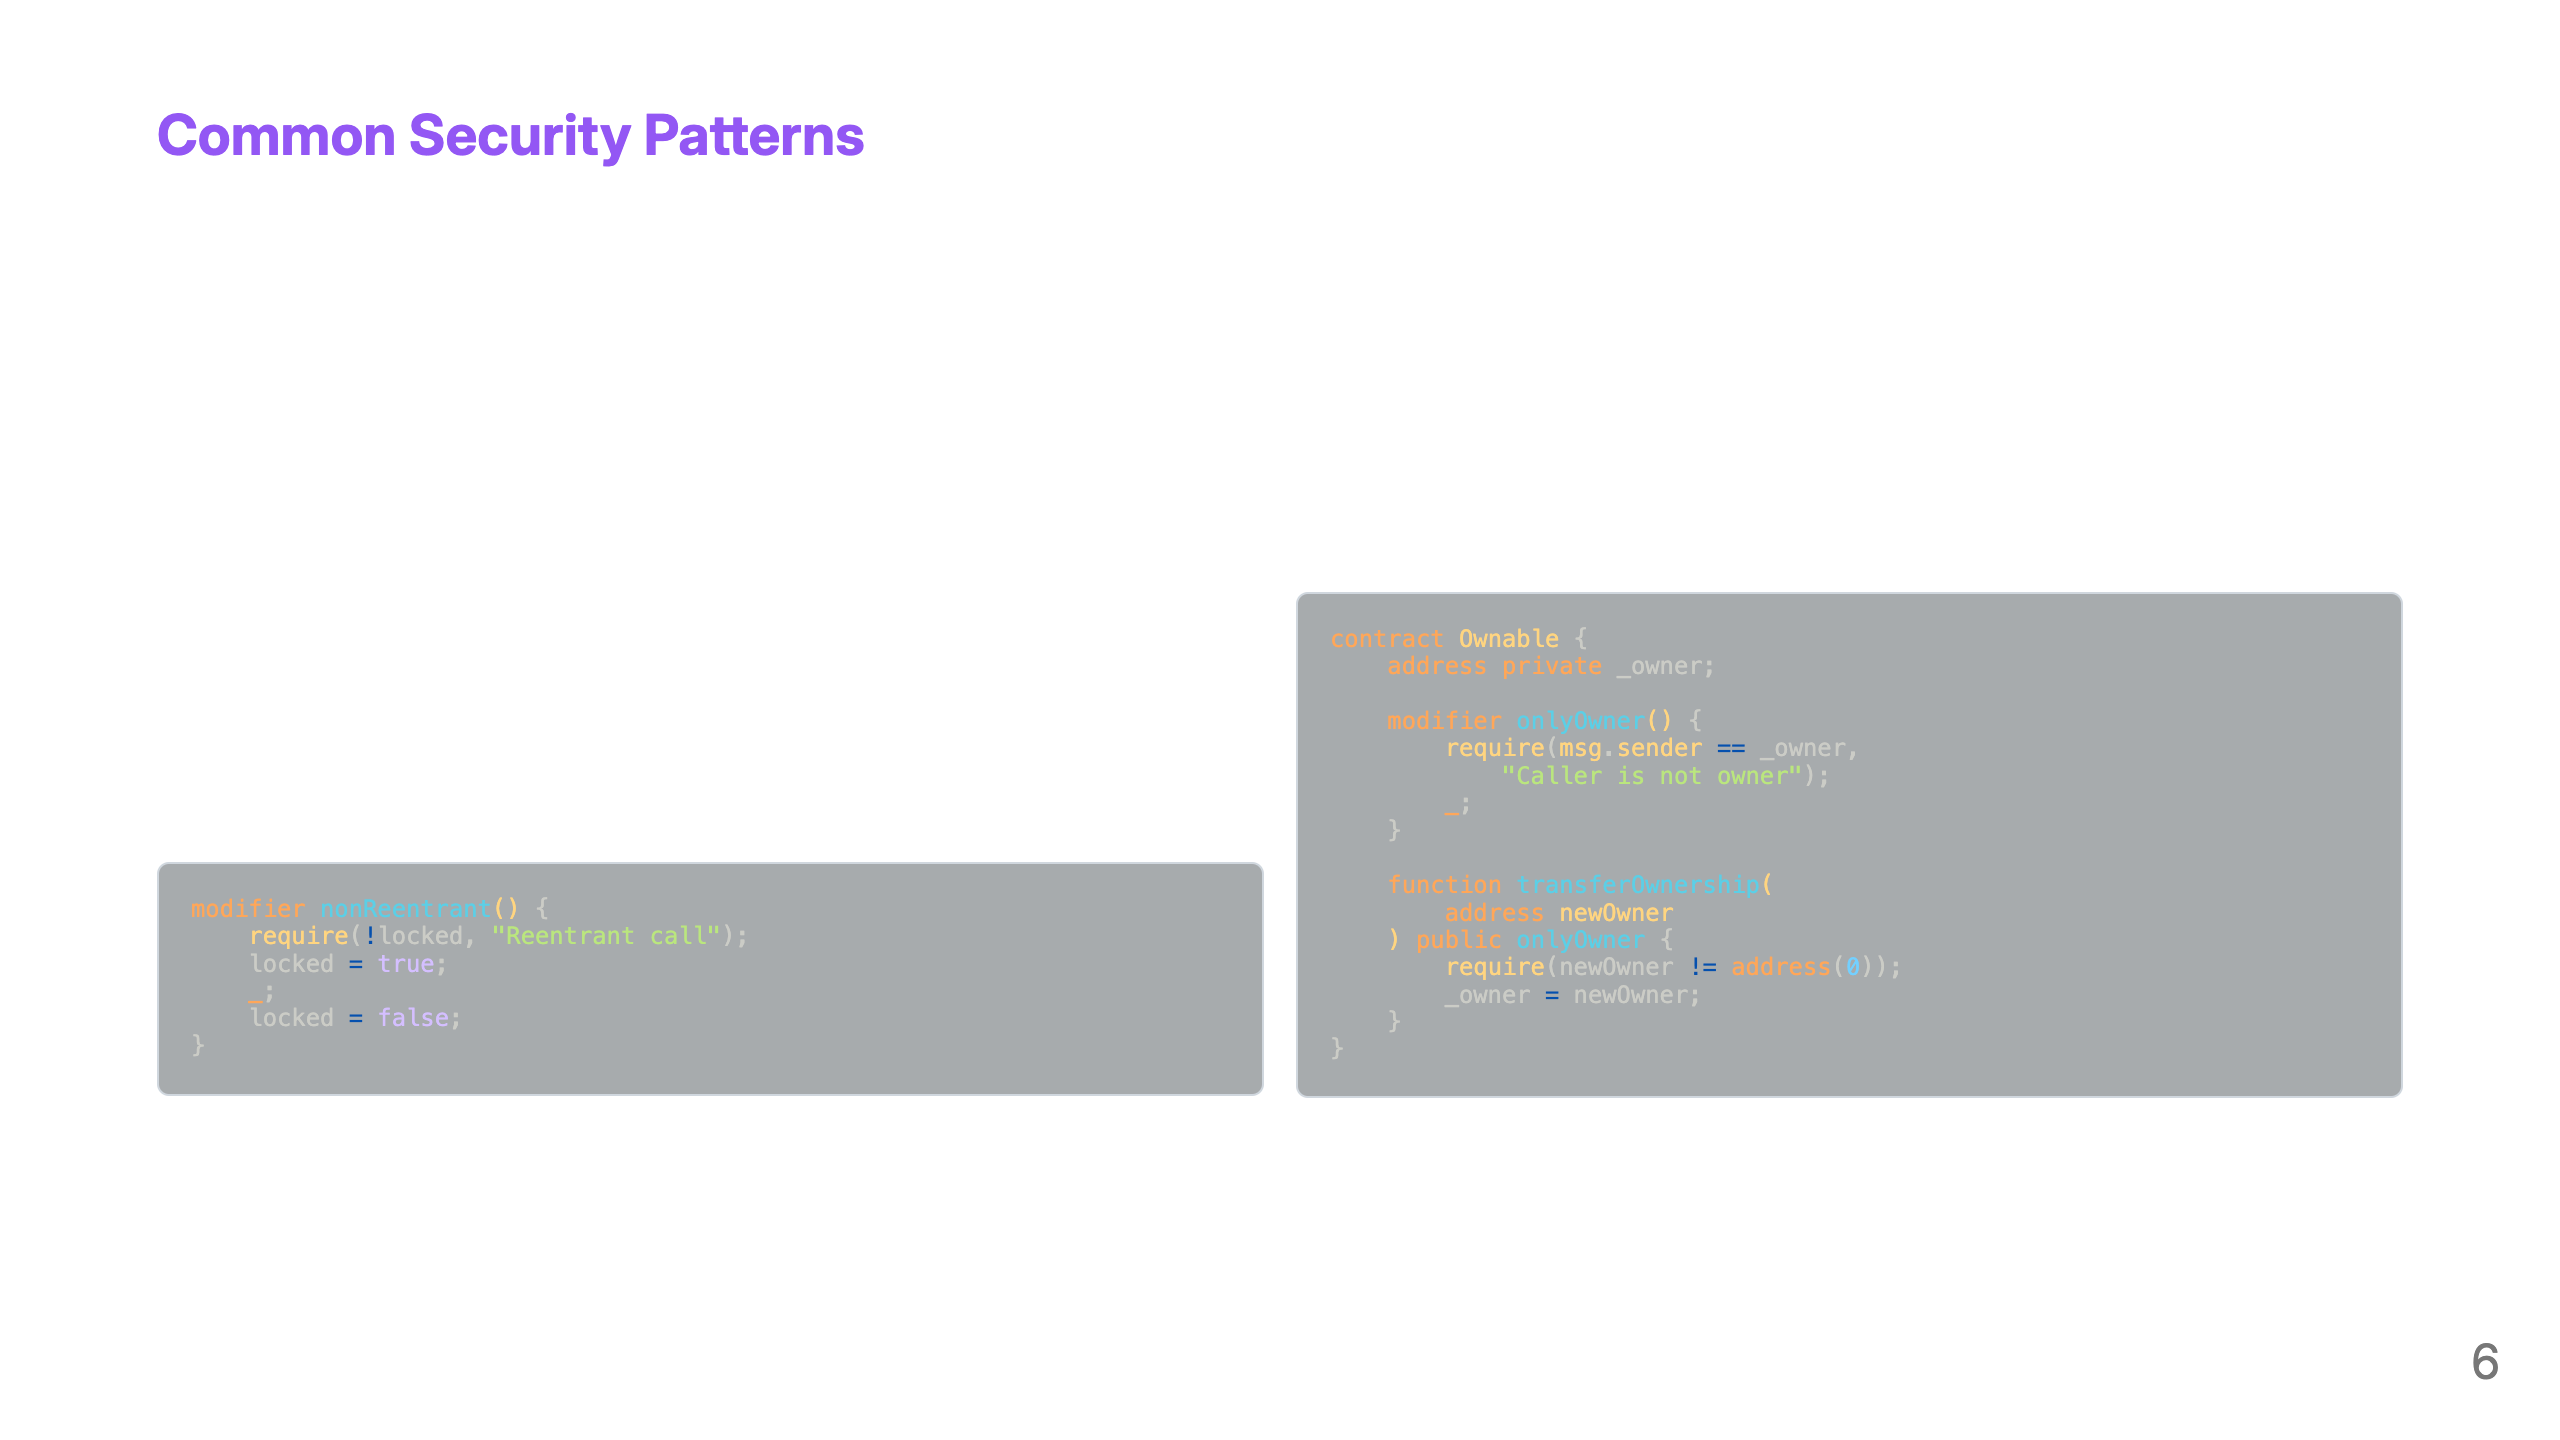 Common Security Patterns
modifier nonReentrant() {
    require(!locked, "Reentrant call");
    locked = true;
    _;
    locked = false;
}
contract Ownable {
    address private _owner;

    modifier onlyOwner() {
        require(msg.sender == _owner,
            "Caller is not owner");
        _;
    }

    function transferOwnership(
        address newOwner
    ) public onlyOwner {
        require(newOwner != address(0));
        _owner = newOwner;
    }
}
6